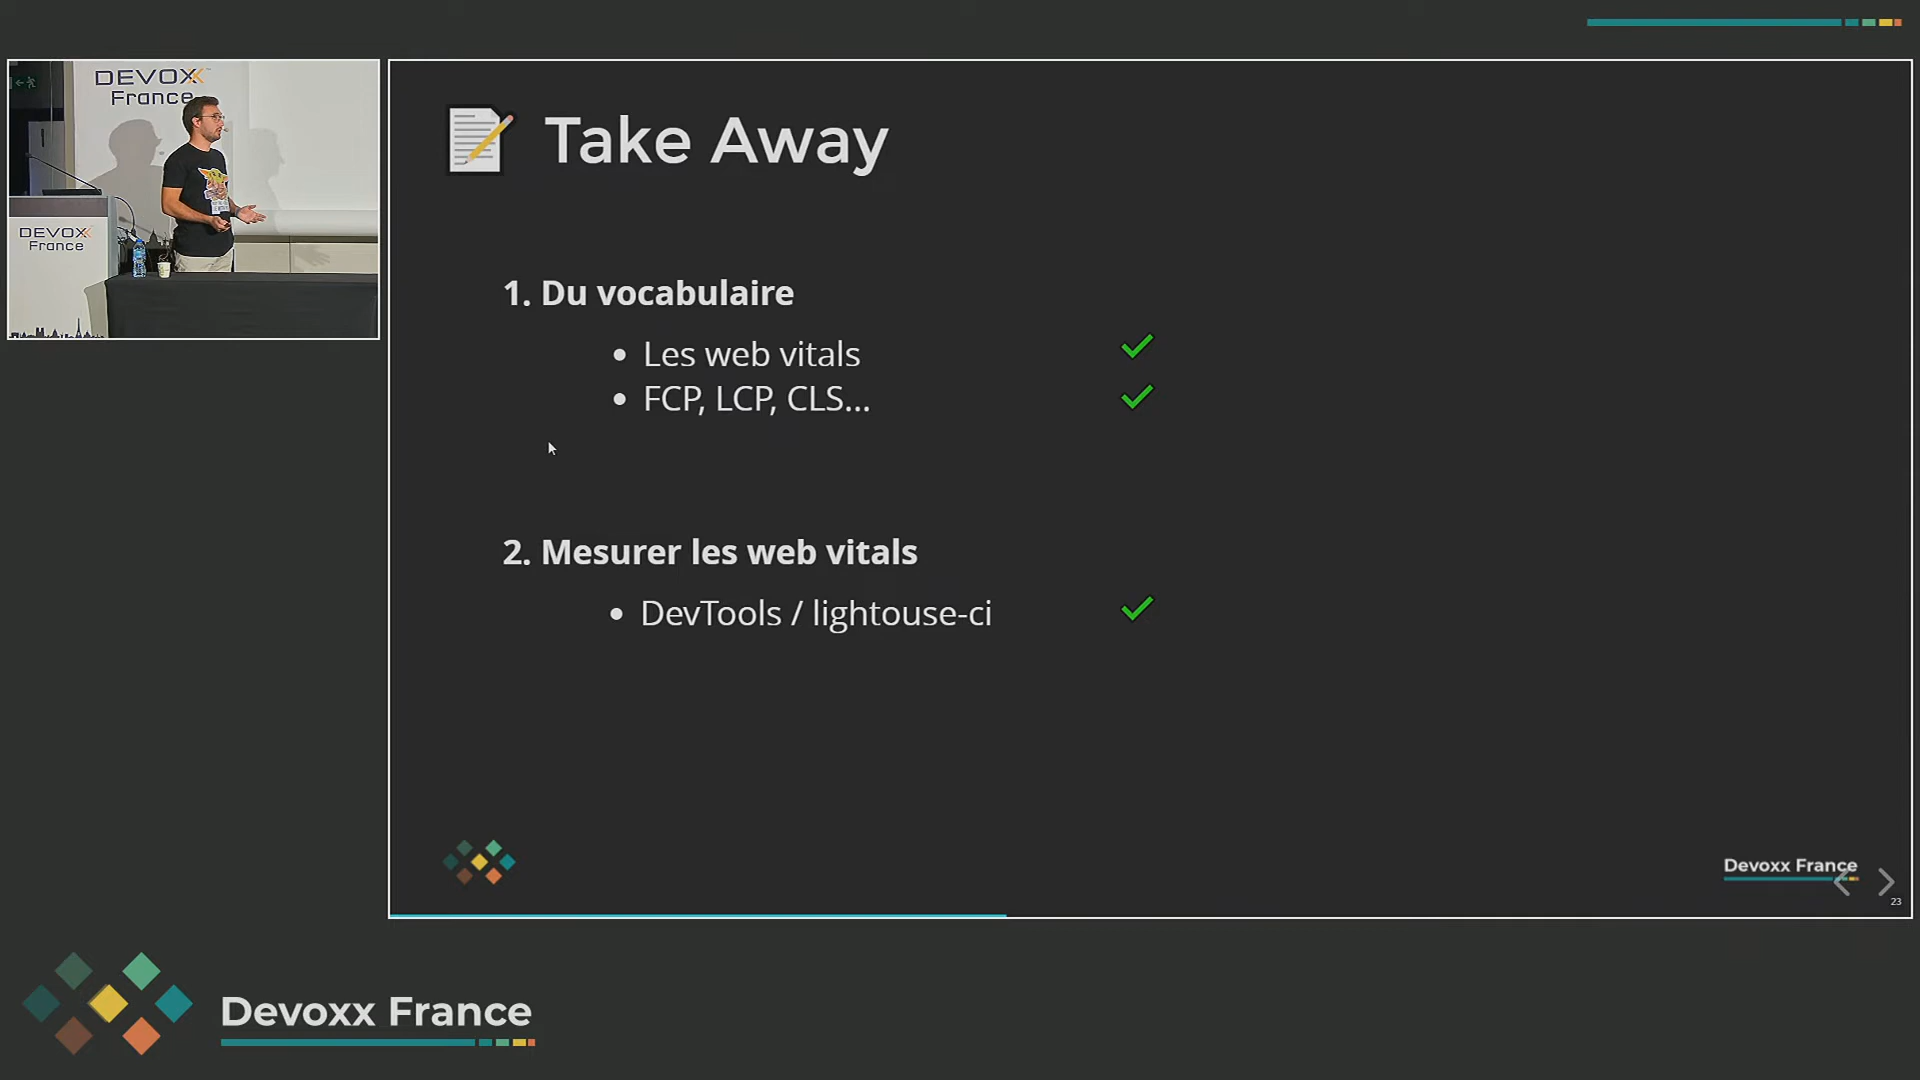 DEVOXX
France
DEVOXX
France
Take Away
1. Du vocabulaire
• Les web vitals
• FCP, LCP, CLS...
2. Mesurer les web vitals
• DevTools / lightouse-ci
Devoxx France
23
Devoxx France